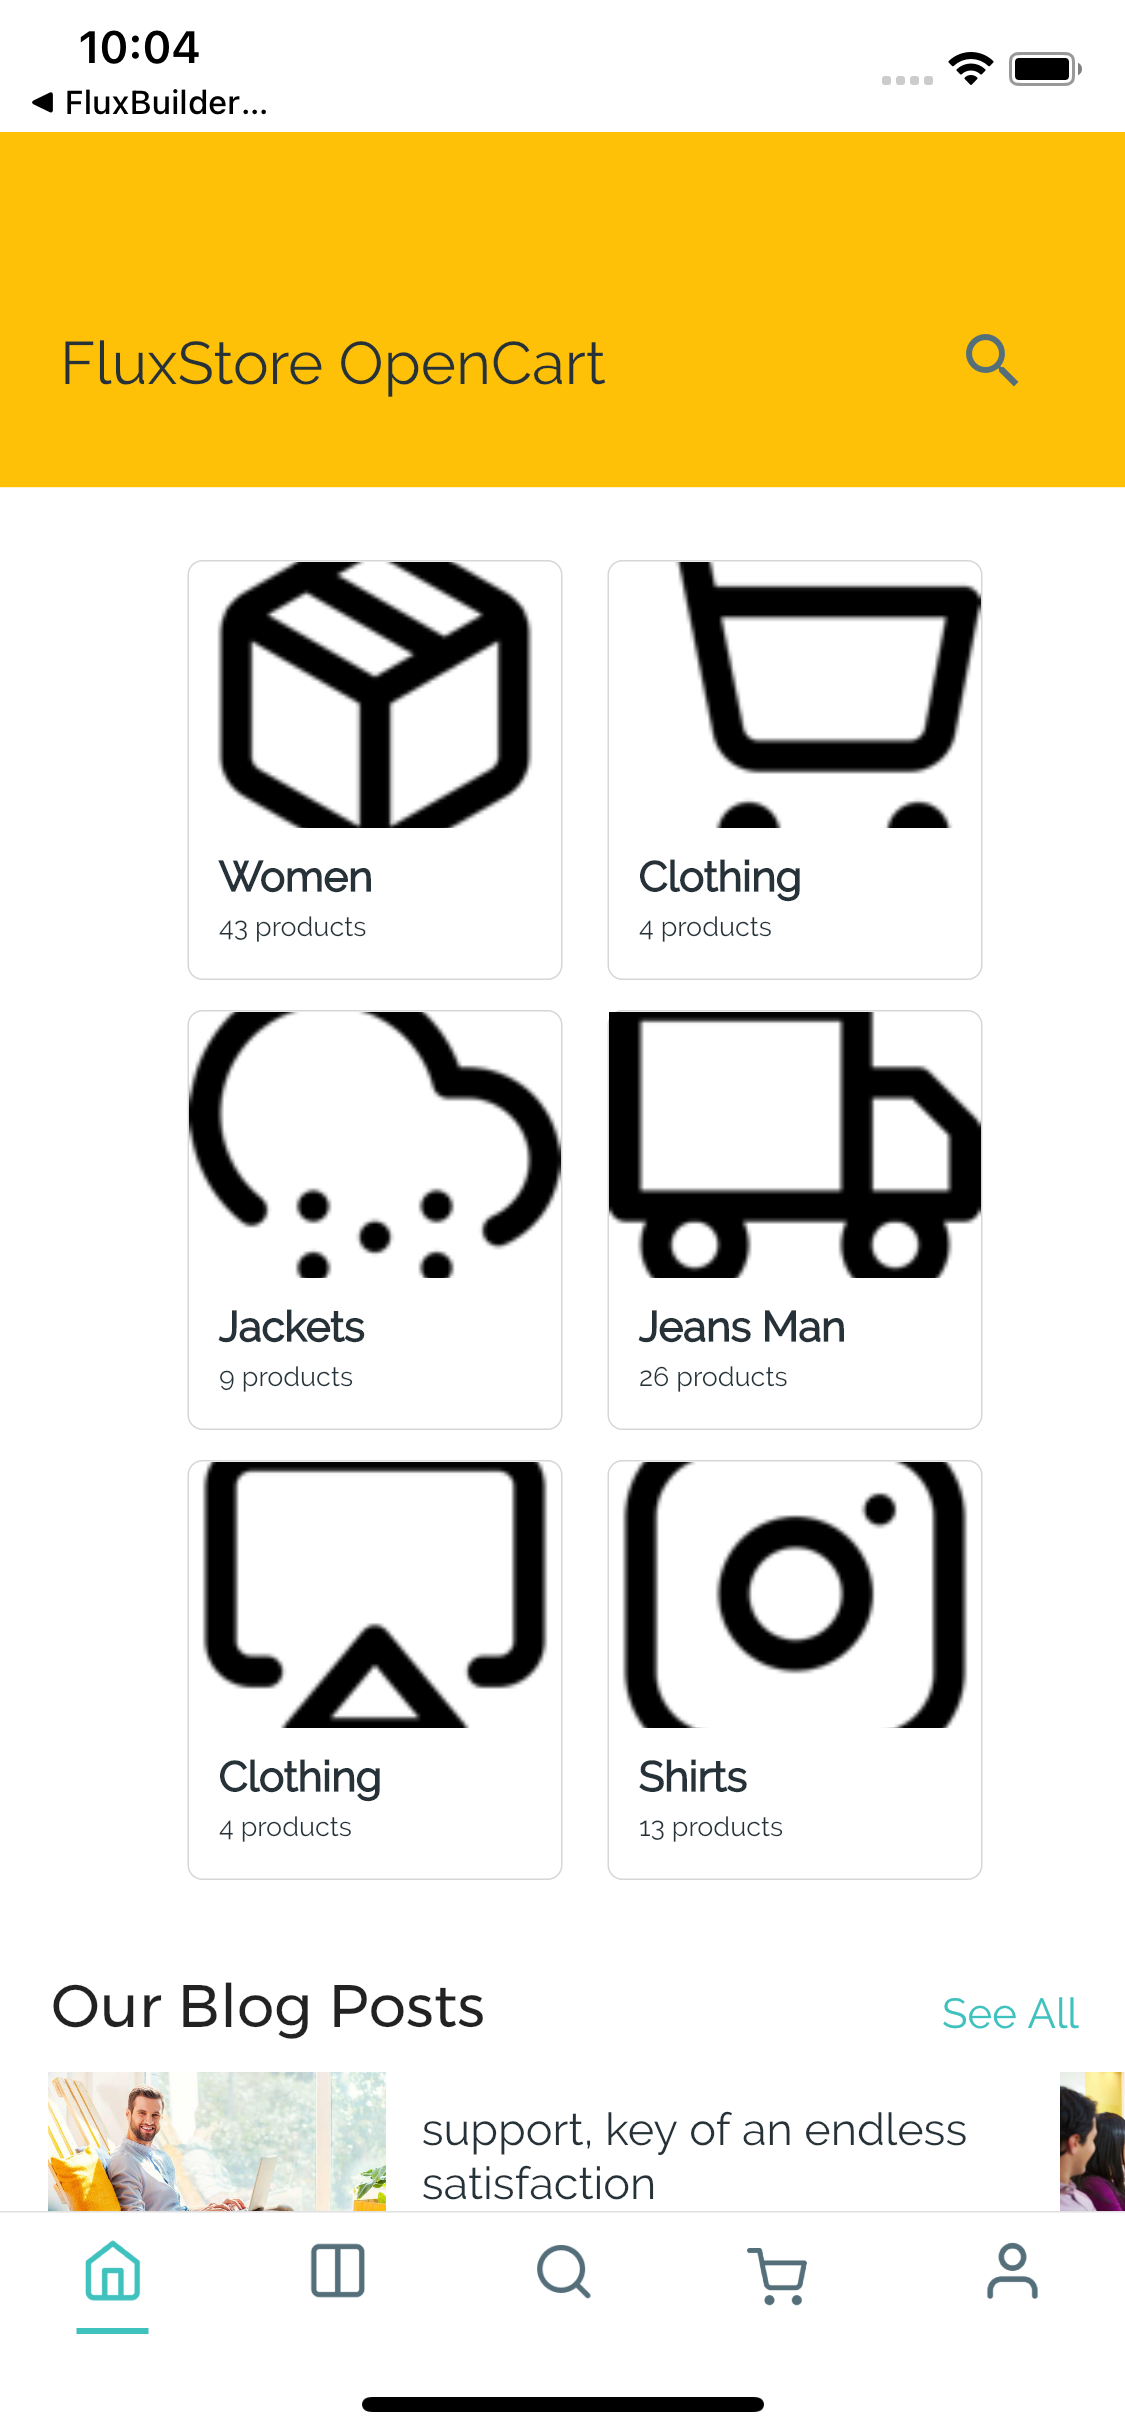 10:04
FluxBuilder...
FluxStore OpenCart
Women
43 products
Clothing
4 products
Jackets
9 products
Jeans Man
26 products
Clothing
4 products
Shirts
13 products
Our Blog Posts
See All
support, key of an endless
satisfaction